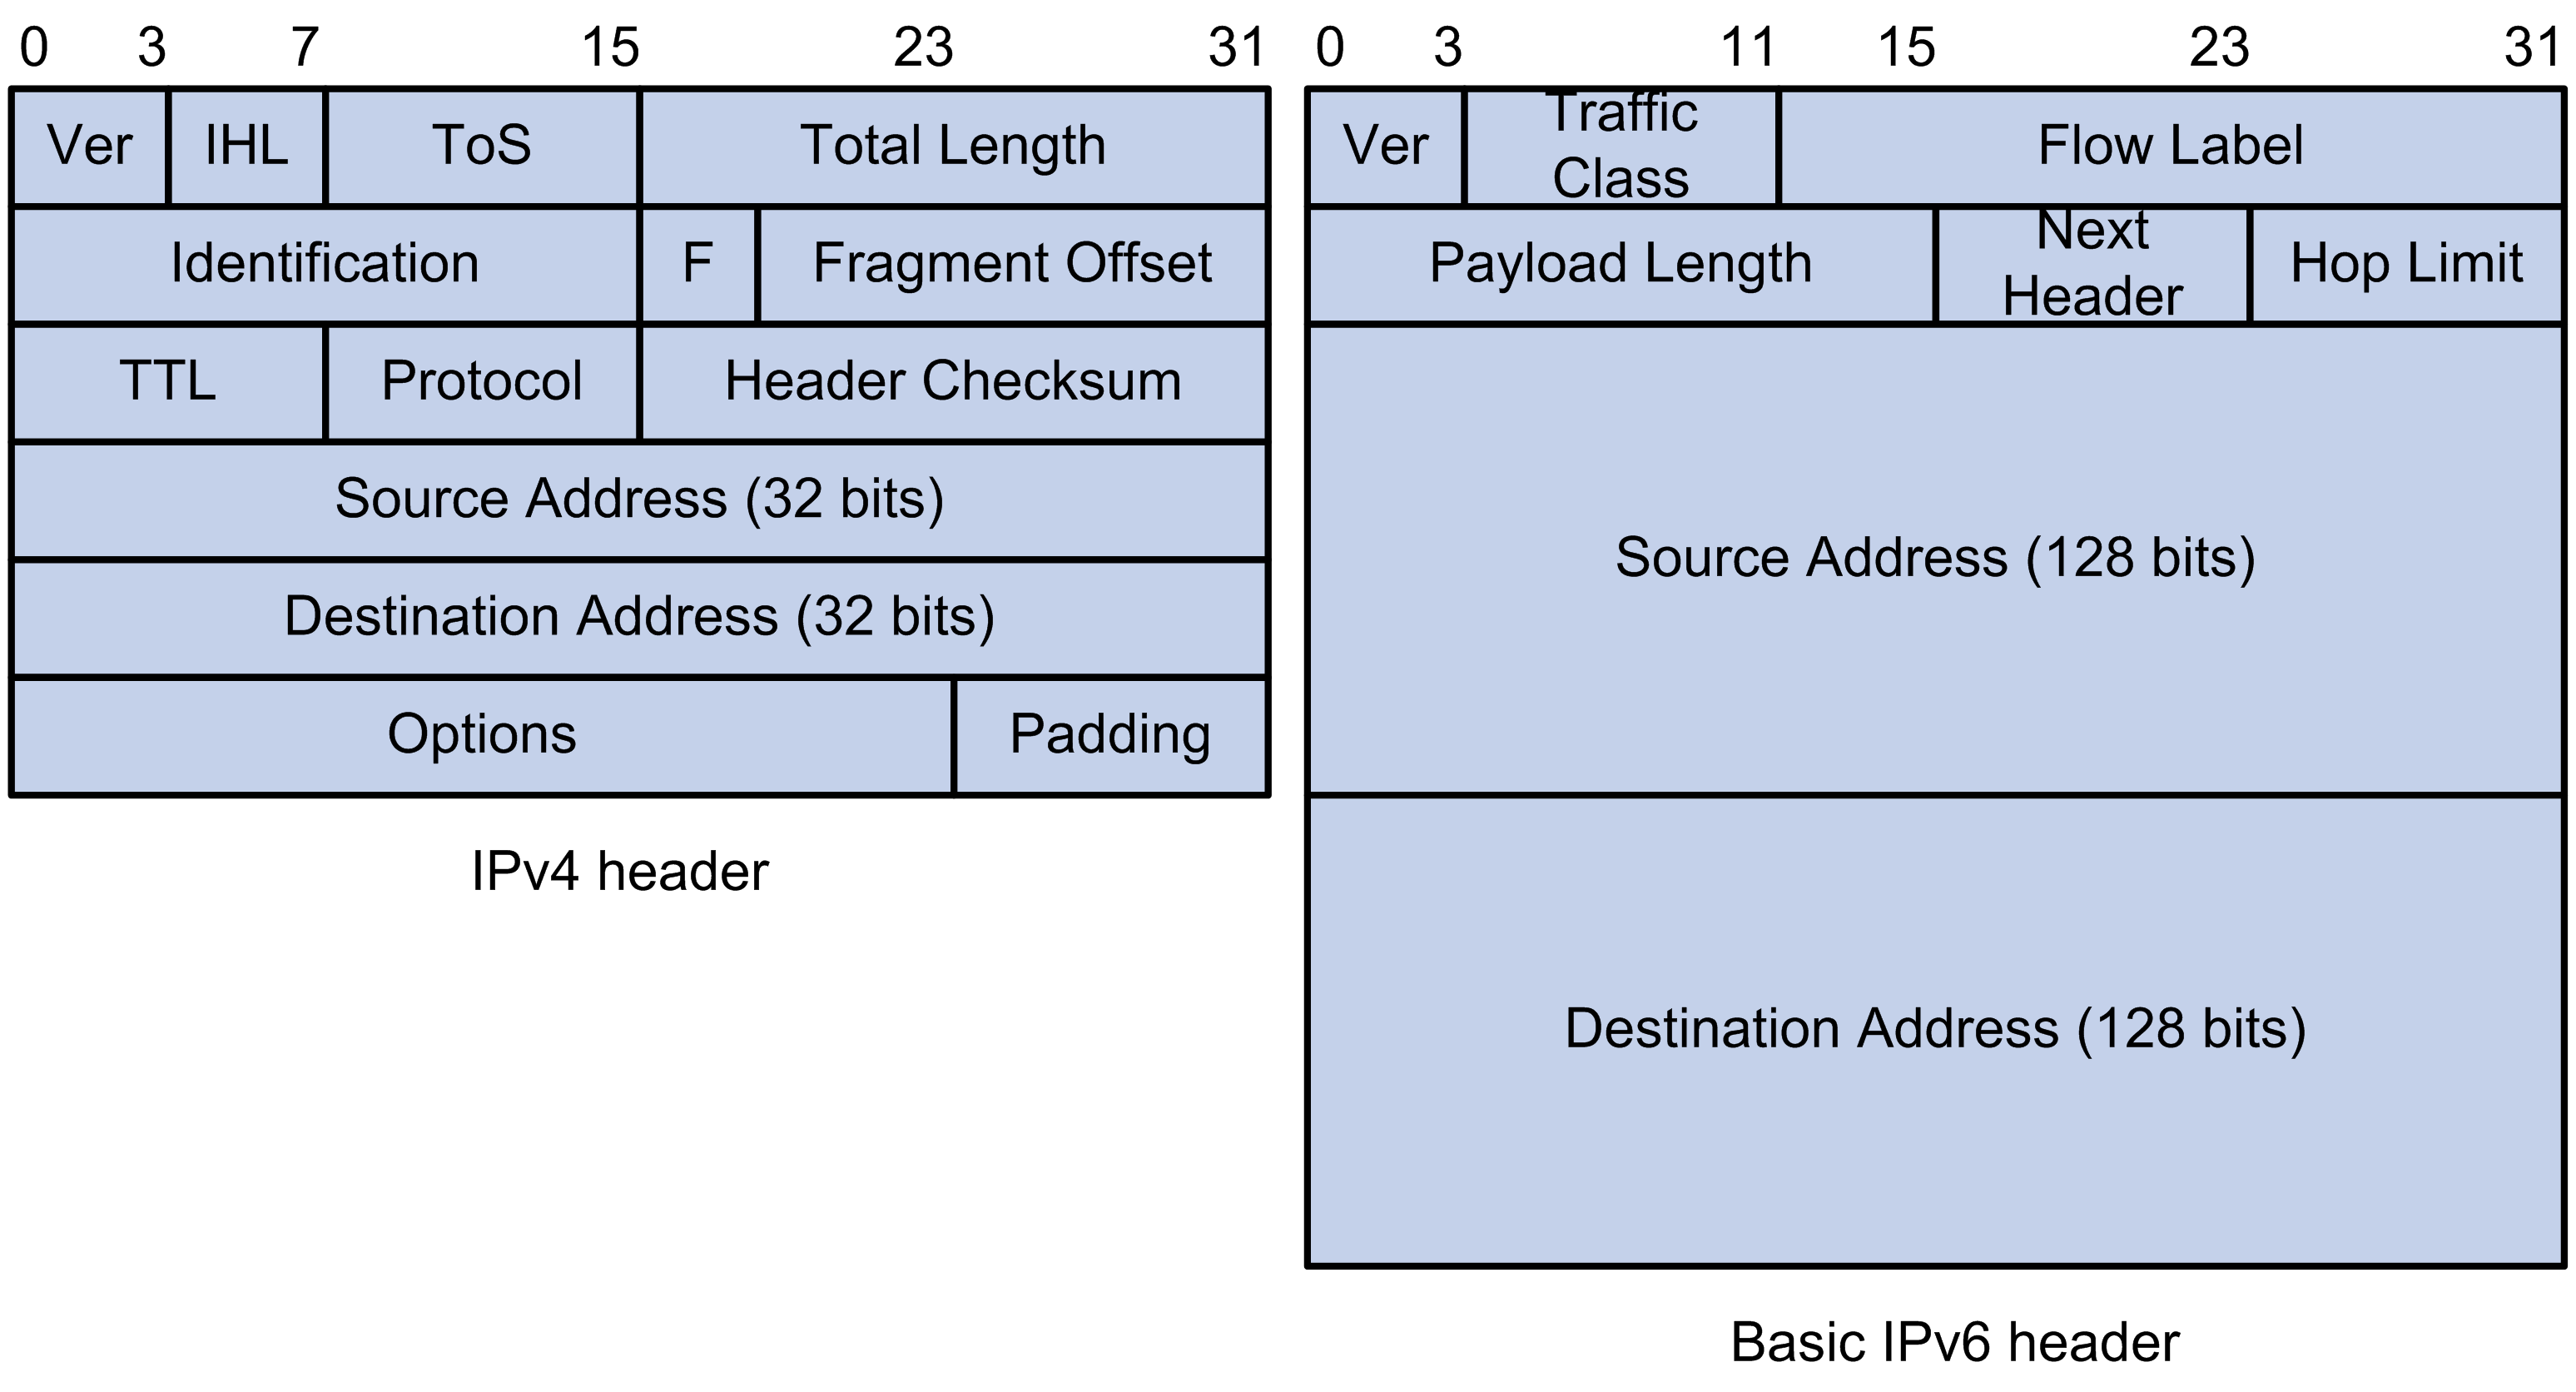 0 3 7 15 23 31
Ver IHL ToS Total Length
Identification F Fragment Offset
TTL Protocol Header Checksum
Source Address (32 bits)
Destination Address (32 bits)
Options Padding
IPv4 header
0 3 11 15 23 31
Ver Traffic Class Flow Label
Payload Length Next Header Hop Limit
Source Address (128 bits)
Destination Address (128 bits)
Basic IPv6 header